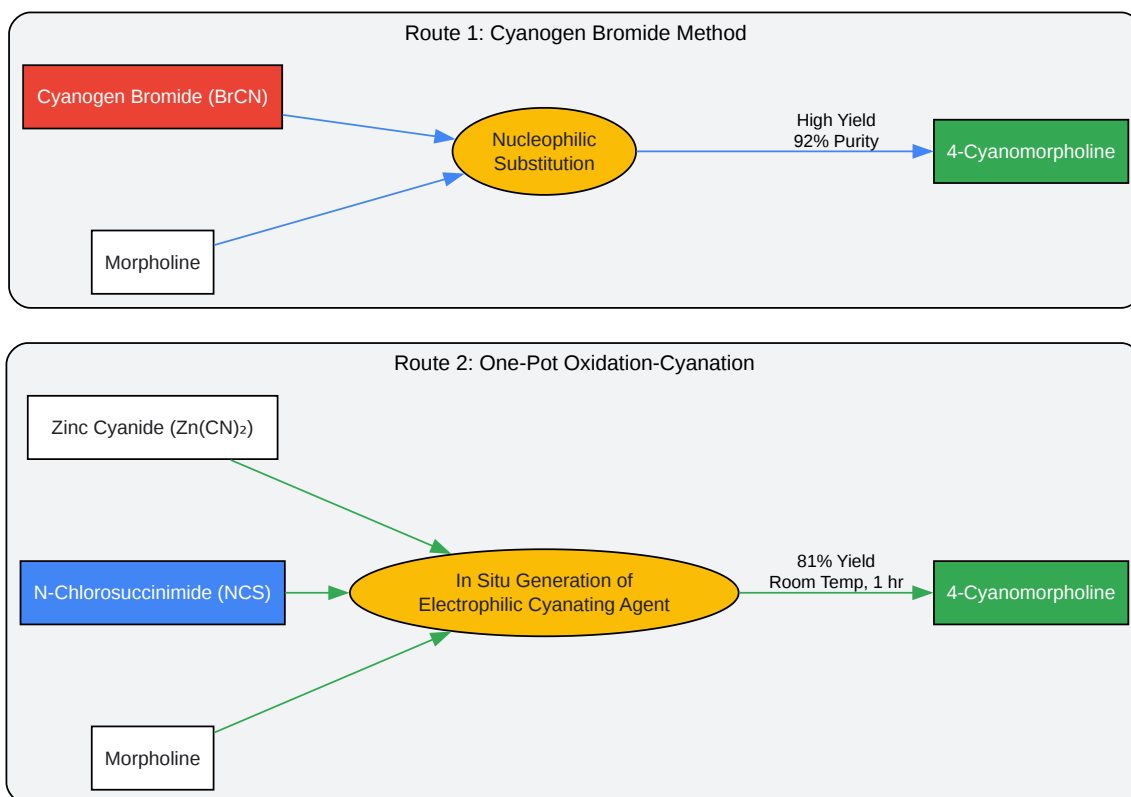 Route 1: Cyanogen Bromide Method
Cyanogen Bromide (BrCN)
Nucleophilic
Substitution
High Yield
92% Purity
4-Cyanomorpholine
Morpholine
Route 2: One-Pot Oxidation-Cyanation
Zinc Cyanide (Zn(CN)₂)
N-Chlorosuccinimide (NCS)
In Situ Generation of
Electrophilic Cyanating Agent
81% Yield
Room Temp, 1 hr
4-Cyanomorpholine
Morpholine